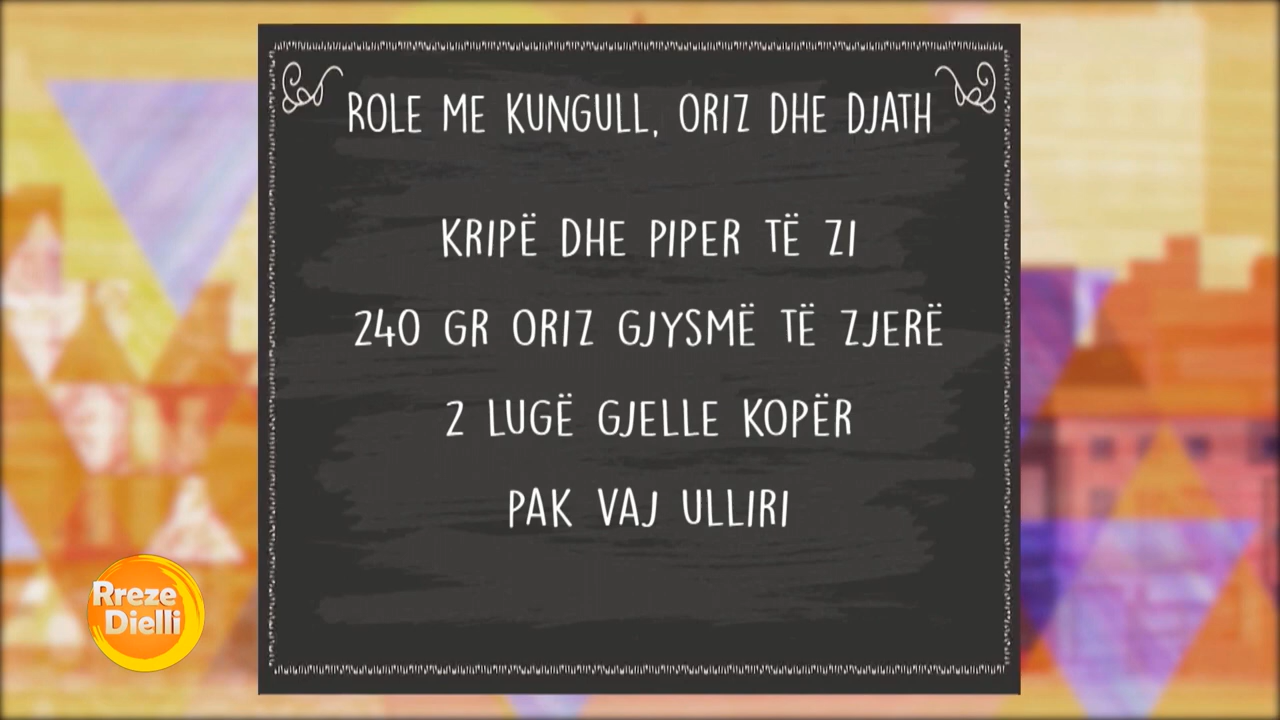 ROLE ME KUNGULL, ORIZ DHE DJATH
KRIPË DHE PIPER TË ZI
240 GR ORIZ GJYSMË TË ZJERË
2 LUGË GJELLE KOPËR
PAK VAJ ULLIRI
Rreze
Dielli